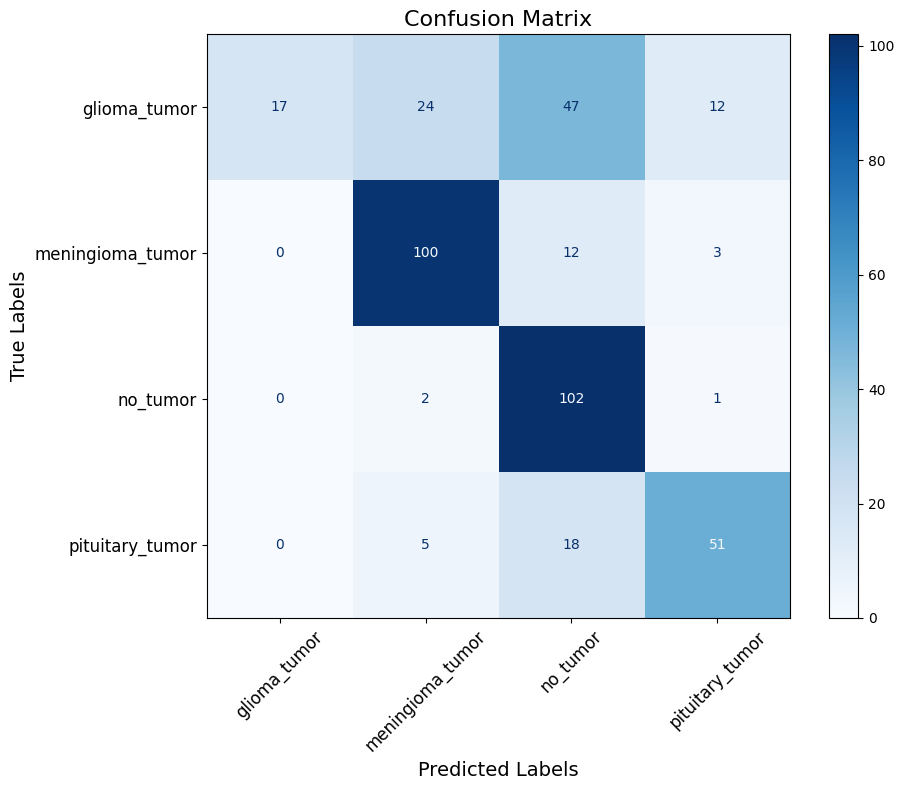 Confusion Matrix
glioma_tumor 17 24 47 12
meningioma_tumor 0 100 12 3
no_tumor 0 2 102 1
pituitary_tumor 0 5 18 51
True Labels
glioma_tumor meningioma_tumor no_tumor pituitary_tumor
Predicted Labels
100
80
60
40
20
0